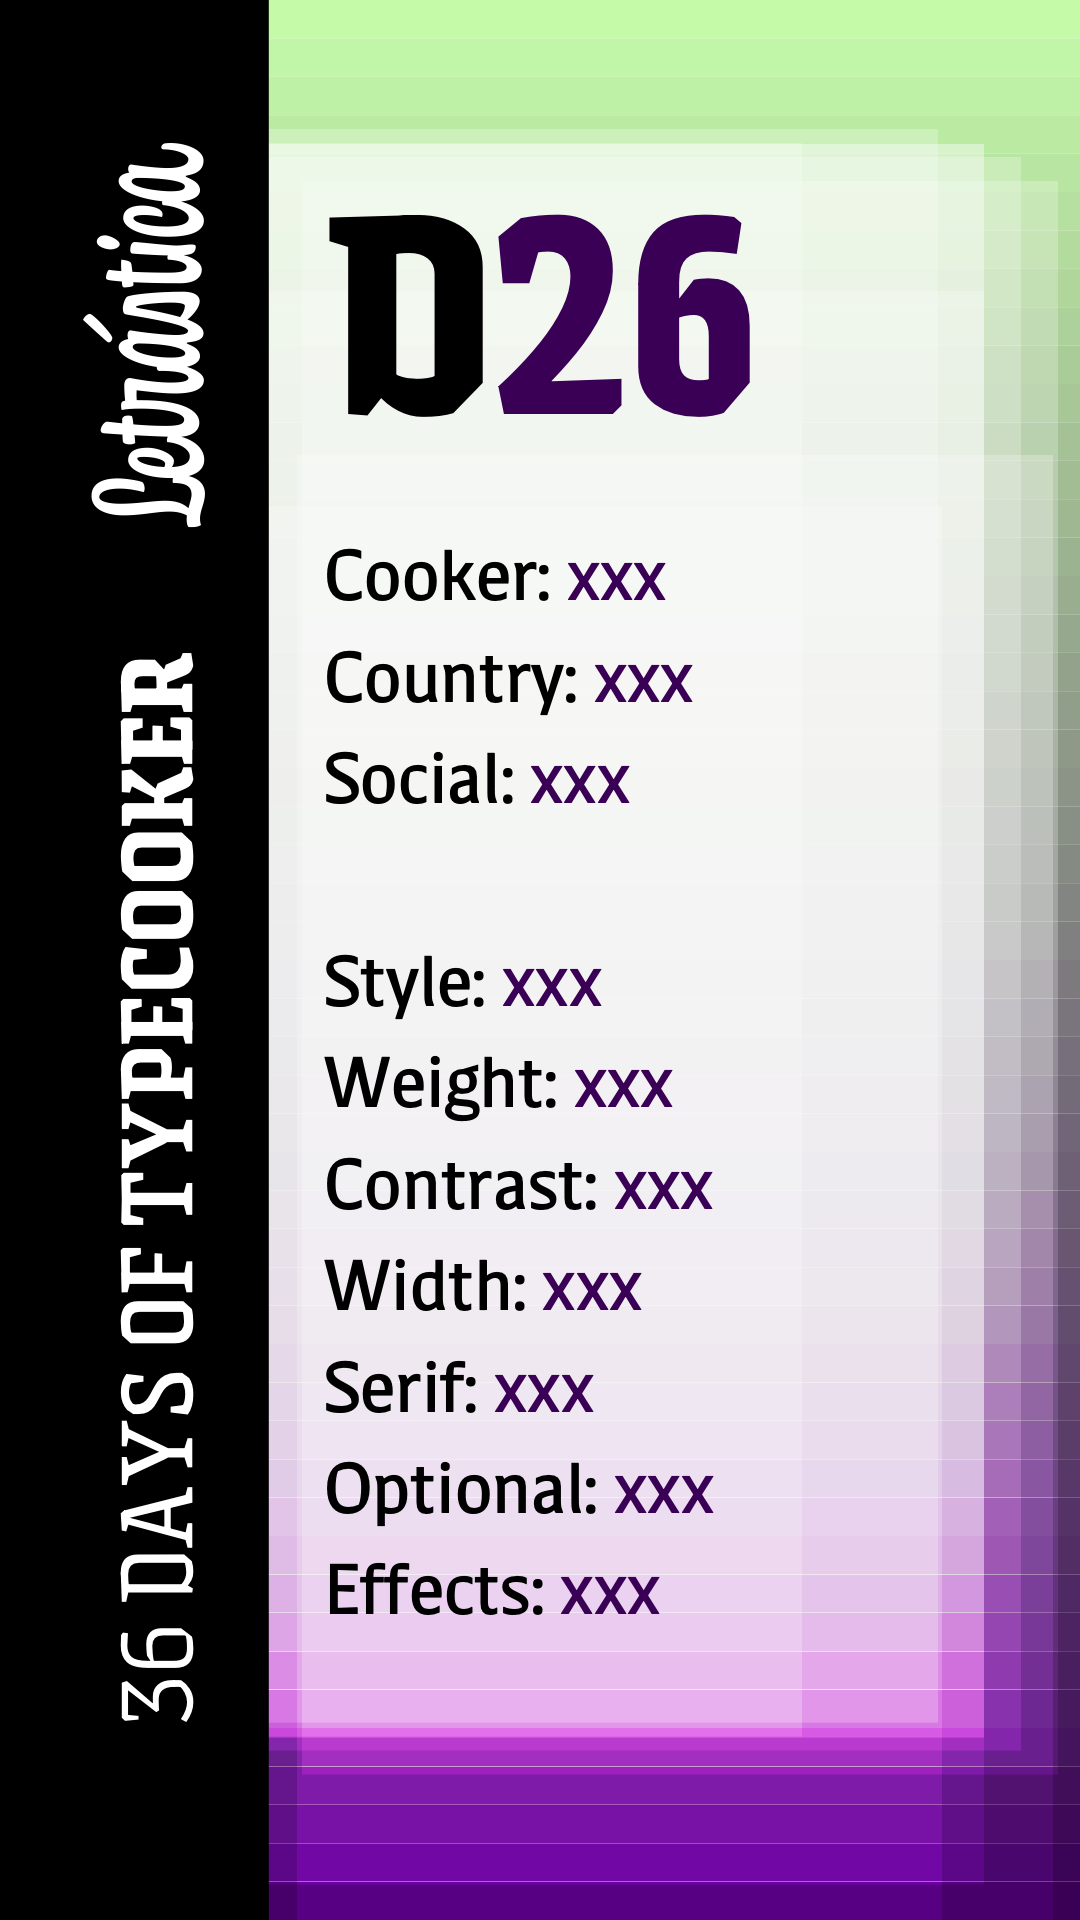 Letrástica
36 DAYS OF TYPECOOKER
D26
Cooker: xxx
Country: xxx
Social: xxx
Style: xxx
Weight: xxx
Contrast: xxx
Width: xxx
Serif: xxx
Optional: xxx
Effects: xxx